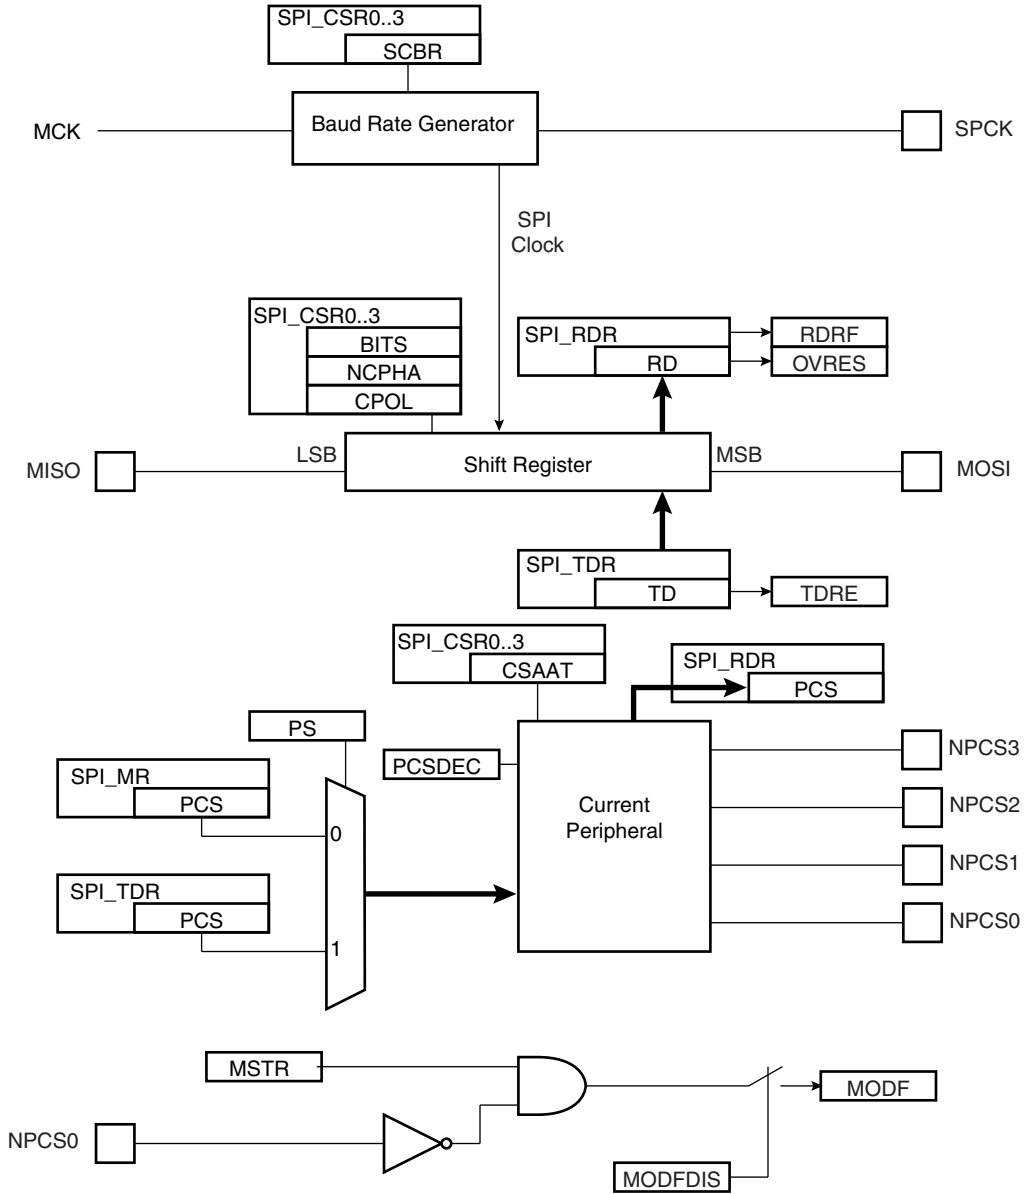 SPI_CSR0..3
SCBR
MCK
Baud Rate Generator
SPCK
SPI
Clock
SPI_CSR0..3
BITS
NCPHA
CPOL
SPI_RDR
RD
RDRF
OVRES
MISO
LSB
Shift Register
MSB
MOSI
SPI_TDR
TD
TDRE
SPI_CSR0..3
CSAAT
SPI_RDR
PCS
PS
PCSDEC
Current
Peripheral
NPCS3
NPCS2
NPCS1
NPCS0
SPI_MR
PCS
0
SPI_TDR
PCS
1
MSTR
MODF
NPCS0
MODFDIS